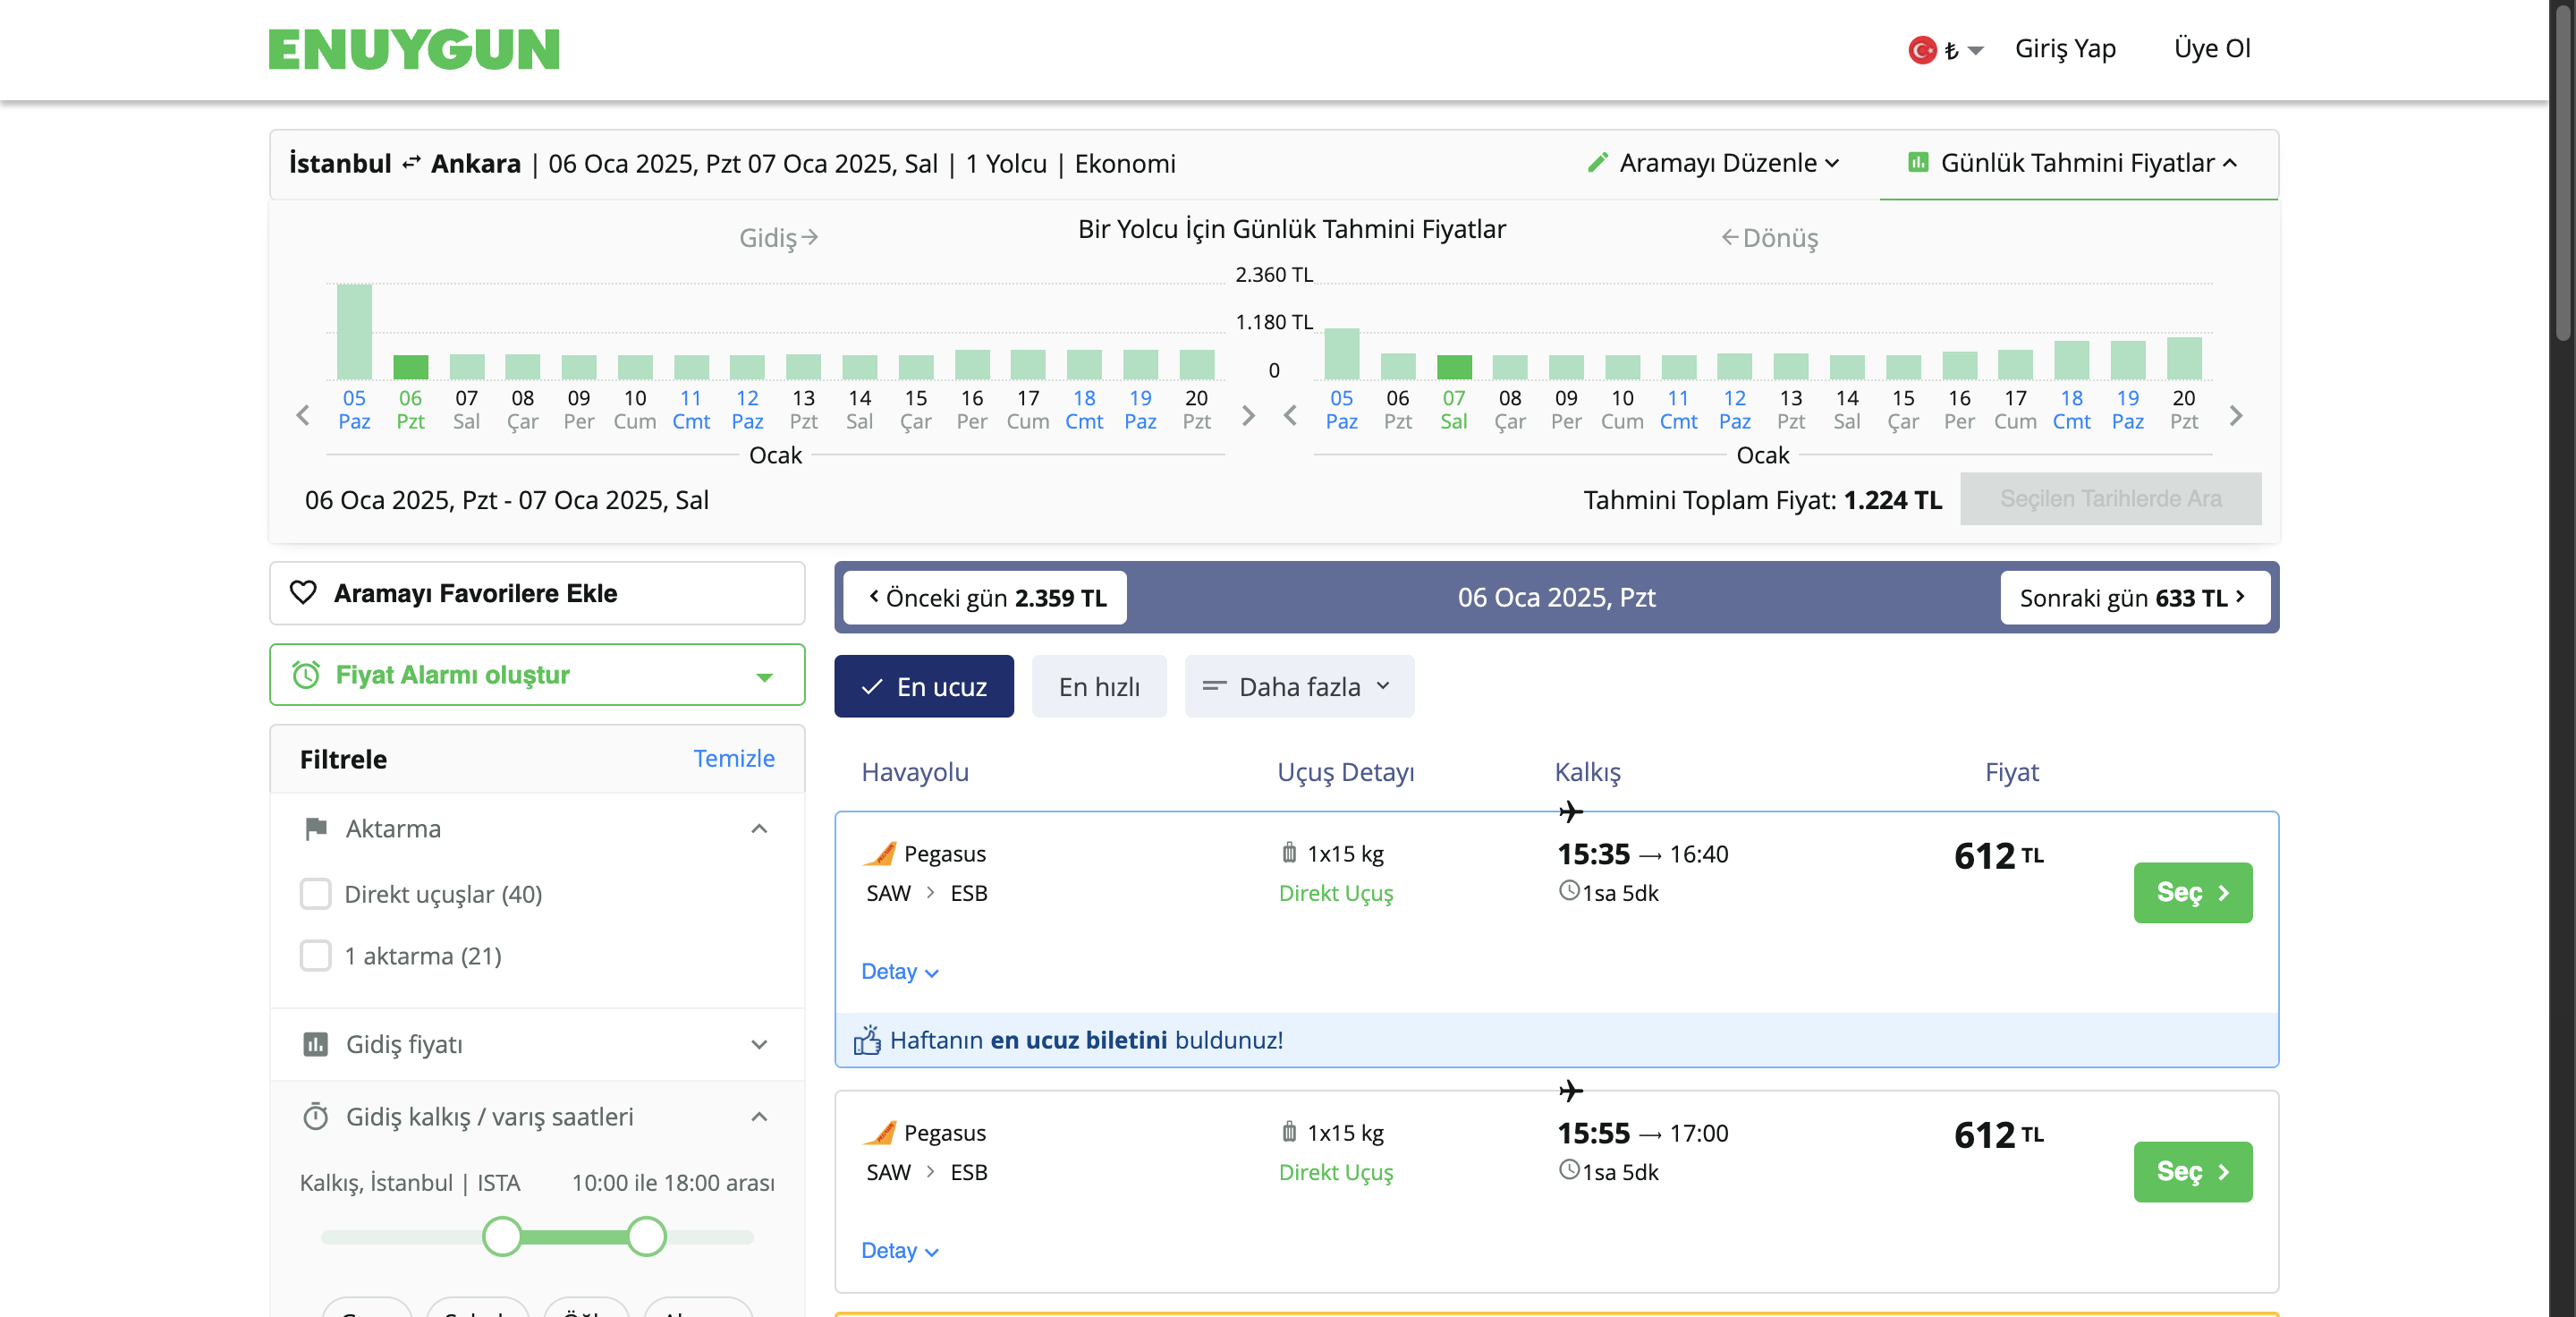 ENUYGUN
₺
Giriş Yap
Üye Ol
İstanbul Ankara | 06 Oca 2025, Pzt 07 Oca 2025, Sal | 1 Yolcu | Ekonomi
Aramayı Düzenle
Günlük Tahmini Fiyatlar
Gidiş
Bir Yolcu İçin Günlük Tahmini Fiyatlar
Dönüş
2.360 TL
1.180 TL
0
05 06 07 08 09 10 11 12 13 14 15 16 17 18 19 20
Paz Pzt Sal Çar Per Cum Cmt Paz Pzt Sal Çar Per Cum Cmt Paz Pzt
Ocak
05 06 07 08 09 10 11 12 13 14 15 16 17 18 19 20
Paz Pzt Sal Çar Per Cum Cmt Paz Pzt Sal Çar Per Cum Cmt Paz Pzt
Ocak
06 Oca 2025, Pzt - 07 Oca 2025, Sal
Tahmini Toplam Fiyat: 1.224 TL
Seçilen Tarihlerde Ara
Aramayı Favorilere Ekle
Fiyat Alarmı oluştur
Filtrele
Temizle
Aktarma
Direkt uçuşlar (40)
1 aktarma (21)
Gidiş fiyatı
Gidiş kalkış / varış saatleri
Kalkış, İstanbul | ISTA
10:00 ile 18:00 arası
Önceki gün 2.359 TL
06 Oca 2025, Pzt
Sonraki gün 633 TL
En ucuz
En hızlı
Daha fazla
Havayolu
Uçuş Detayı
Kalkış
Fiyat
Pegasus
SAW > ESB
1x15 kg
Direkt Uçuş
15:35 → 16:40
1sa 5dk
612 TL
Seç
Detay
Haftanın en ucuz biletini buldunuz!
Pegasus
SAW > ESB
1x15 kg
Direkt Uçuş
15:55 → 17:00
1sa 5dk
612 TL
Seç
Detay